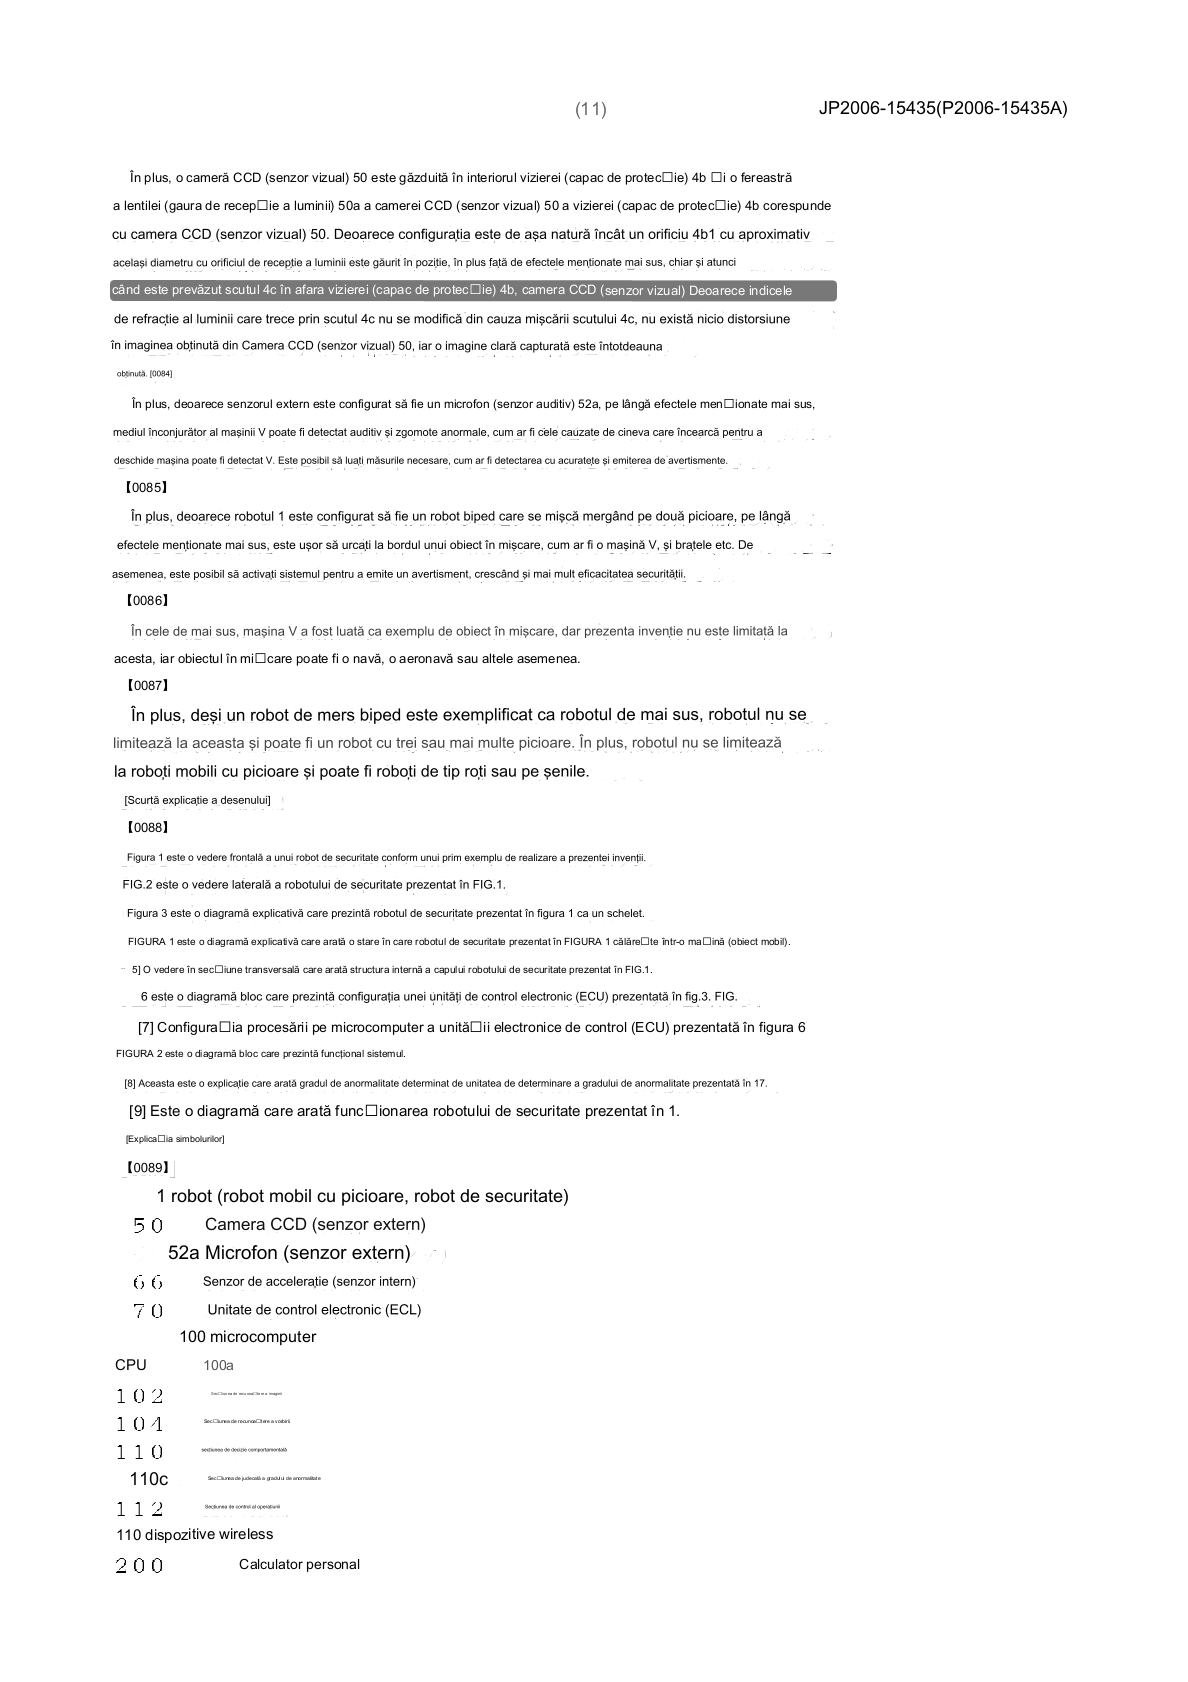 (11)
JP2006-15435(P2006-15435A)
În plus, o cameră CCD (senzor vizual) 50 este găzduită în interiorul vizierei (capac de protec□ie) 4b □i o fereastră
a lentilei (gaura de recep□ie a luminii) 50a a camerei CCD (senzor vizual) 50 a vizierei (capac de protec□ie) 4b corespunde
cu camera CCD (senzor vizual) 50. Deoarece configurația este de așa natură încât un orificiu 4b1 cu aproximativ
același diametru cu orificiul de recepție a luminii este găurit în poziție, în plus față de efectele menționate mai sus, chiar și atunci
când este prevăzut scutul 4c în afara vizierei (capac de protec□ie) 4b, camera CCD (senzor vizual) Deoarece indicele
de refracție al luminii care trece prin scutul 4c nu se modifică din cauza mișcării scutului 4c, nu există nicio distorsiune
în imaginea obținută din Camera CCD (senzor vizual) 50, iar o imagine clară capturată este întotdeauna
obținută. [0084]
În plus, deoarece senzorul extern este configurat să fie un microfon (senzor auditiv) 52a, pe lângă efectele men□ionate mai sus,
mediul înconjurător al mașinii V poate fi detectat auditiv și zgomote anormale, cum ar fi cele cauzate de cineva care încearcă pentru a
deschide mașina poate fi detectat V. Este posibil să luați măsurile necesare, cum ar fi detectarea cu acuratețe și emiterea de avertismente.
【0085】
În plus, deoarece robotul 1 este configurat să fie un robot biped care se mișcă mergând pe două picioare, pe lângă
efectele menționate mai sus, este ușor să urcați la bordul unui obiect în mișcare, cum ar fi o mașină V, și brațele etc. De
asemenea, este posibil să activați sistemul pentru a emite un avertisment, crescând și mai mult eficacitatea securității.
【0086】
În cele de mai sus, mașina V a fost luată ca exemplu de obiect în mișcare, dar prezenta invenție nu este limitată la
acesta, iar obiectul în mi□care poate fi o navă, o aeronavă sau altele asemenea.
【0087】
În plus, deși un robot de mers biped este exemplificat ca robotul de mai sus, robotul nu se
limitează la aceasta și poate fi un robot cu trei sau mai multe picioare. În plus, robotul nu se limitează
la roboți mobili cu picioare și poate fi roboți de tip roți sau pe șenile.
[Scurtă explicație a desenului]
【0088】
Figura 1 este o vedere frontală a unui robot de securitate conform unui prim exemplu de realizare a prezentei invenții.
FIG.2 este o vedere laterală a robotului de securitate prezentat în FIG.1.
Figura 3 este o diagramă explicativă care prezintă robotul de securitate prezentat în figura 1 ca un schelet.
FIGURA 1 este o diagramă explicativă care arată o stare în care robotul de securitate prezentat în FIGURA 1 călăre□te într-o ma□ină (obiect mobil).
5] O vedere în sec□iune transversală care arată structura internă a capului robotului de securitate prezentat în FIG.1.
6 este o diagramă bloc care prezintă configurația unei unități de control electronic (ECU) prezentată în fig.3. FIG.
[7] Configura□ia procesării pe microcomputer a unită□ii electronice de control (ECU) prezentată în figura 6
FIGURA 2 este o diagramă bloc care prezintă funcțional sistemul.
[8] Aceasta este o explicație care arată gradul de anormalitate determinat de unitatea de determinare a gradului de anormalitate prezentată în 17.
[9] Este o diagramă care arată func□ionarea robotului de securitate prezentat în 1.
[Explica□ia simbolurilor]
【0089】
1 robot (robot mobil cu picioare, robot de securitate)
50 Camera CCD (senzor extern)
52a Microfon (senzor extern)
66 Senzor de accelerație (senzor intern)
70 Unitate de control electronic (ECL)
100 microcomputer
CPU 100a
102 Sec□iunea de recunoa□tere a imaginii
104 Sec□iunea de recunoa□tere a vorbirii
110 secțiunea de decizie comportamentală
110c Sec□iunea de judecată a gradului de anormalitate
112 Secțiunea de control al operațiunii
110 dispozitive wireless
200 Calculator personal